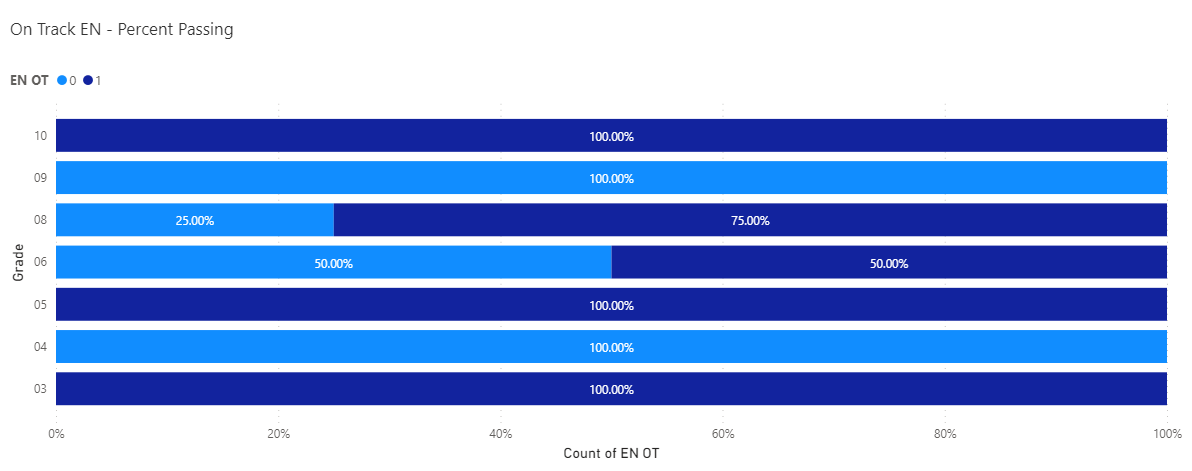 On Track EN - Percent Passing
EN OT 0 1
10 100.00%
09 100.00%
08 25.00% 75.00%
Grade
06 50.00% 50.00%
05 100.00%
04 100.00%
03 100.00%
0% 20% 40% 60% 80% 100%
Count of EN OT